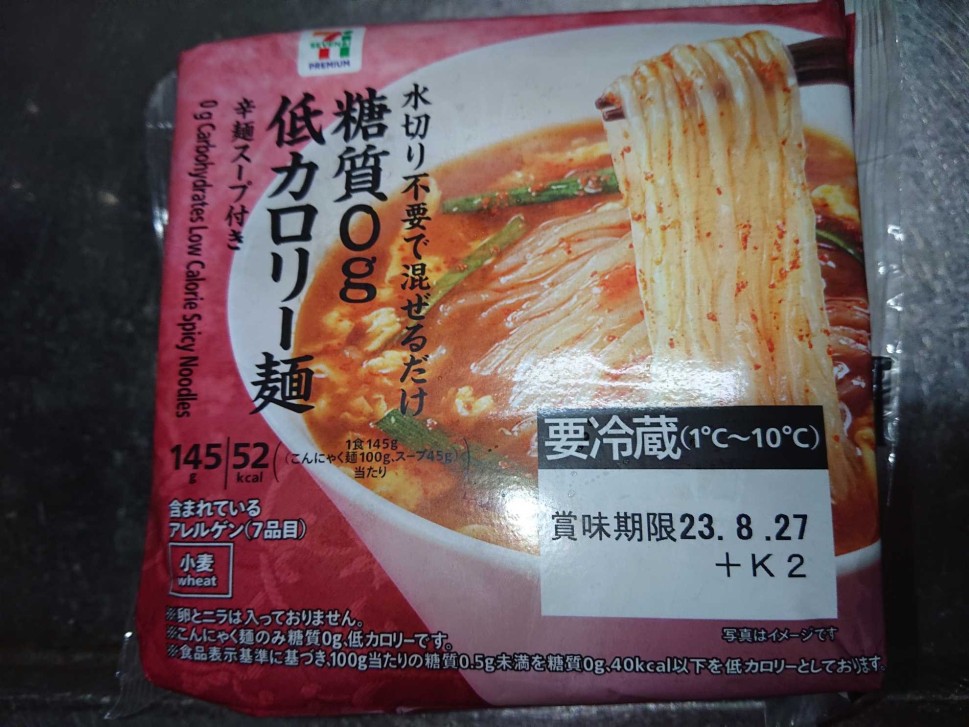 SEVEN
PREMIUM
水切り不要で混ぜるだけ
糖質0g
低カロリー麺
辛麺スープ付き
0g Carbohydrates Low Calorie Spicy Noodles
145g 52kcal
1食145g
(こんにゃく麺100g、スープ45g)
当たり
含まれている
アレルゲン(7品目)
小麦
wheat
要冷蔵(1℃~10℃)
賞味期限23.8.27
+K2
写真はイメージです
※卵とニラは入っておりません。
※こんにゃく麺のみ糖質0g、低カロリーです。
※食品表示基準に基づき、100g当たりの糖質0.5g未満を糖質0g、40kcal以下を低カロリーとしております。